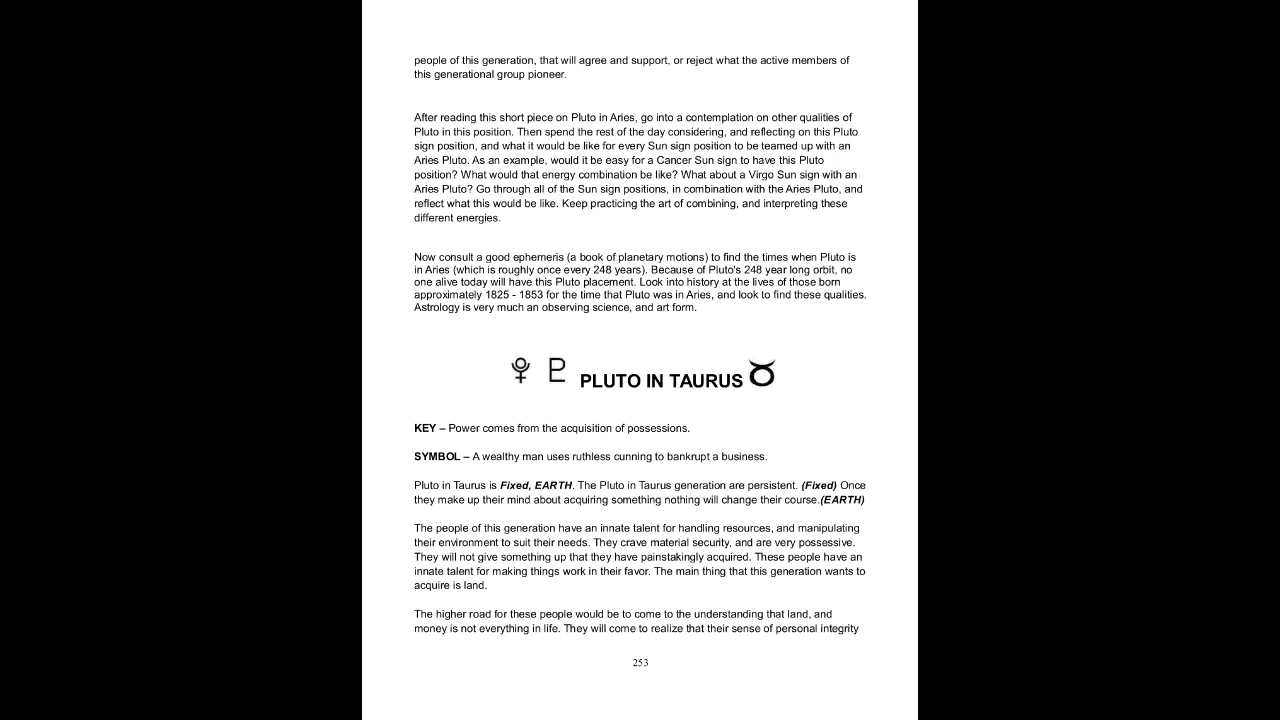 people of this generation, that will agree and support, or reject what the active members of
this generational group pioneer.
After reading this short piece on Pluto in Aries, go into a contemplation on other qualities of
Pluto in this position. Then spend the rest of the day considering, and reflecting on this Pluto
sign position, and what it would be like for every Sun sign position to be teamed up with an
Aries Pluto. As an example, would it be easy for a Cancer Sun sign to have this Pluto
position? What would that energy combination be like? What about a Virgo Sun sign with an
Aries Pluto? Go through all of the Sun sign positions, in combination with the Aries Pluto, and
reflect what this would be like. Keep practicing the art of combining, and interpreting these
different energies.
Now consult a good ephemeris (a book of planetary motions) to find the times when Pluto is
in Aries (which is roughly once every 248 years). Because of Pluto's 248 year long orbit, no
one alive today will have this Pluto placement. Look into history at the lives of those born
approximately 1825 - 1853 for the time that Pluto was in Aries, and look to find these qualities.
Astrology is very much an observing science, and art form.
PLUTO IN TAURUS
KEY – Power comes from the acquisition of possessions.
SYMBOL – A wealthy man uses ruthless cunning to bankrupt a business.
Pluto in Taurus is Fixed, EARTH. The Pluto in Taurus generation are persistent. (Fixed) Once
they make up their mind about acquiring something nothing will change their course.(EARTH)
The people of this generation have an innate talent for handling resources, and manipulating
their environment to suit their needs. They crave material security, and are very possessive.
They will not give something up that they have painstakingly acquired. These people have an
innate talent for making things work in their favor. The main thing that this generation wants to
acquire is land.
The higher road for these people would be to come to the understanding that land, and
money is not everything in life. They will come to realize that their sense of personal integrity
253